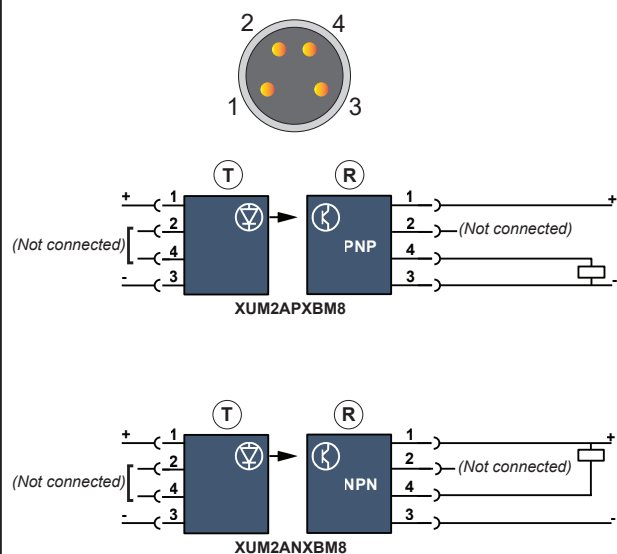 2 4
1 3
T R
+ 1 1 +
2 2 (Not connected)
(Not connected) PNP
4 4
- 3 3 -
XUM2APXBM8
T R
+ 1 1 +
2 2 (Not connected)
(Not connected) NPN
4 4
- 3 3 -
XUM2ANXBM8